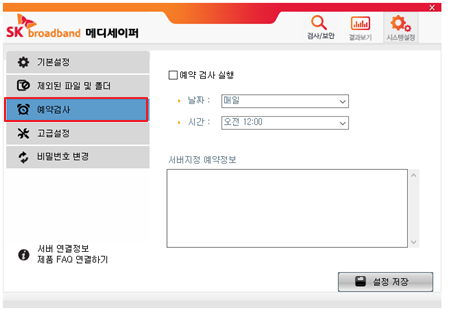 SK broadband 메디세이퍼
검사/보안 결과보기 시스템설정
기본설정
제외된 파일 및 폴더
예약검사
고급설정
비밀번호 변경
예약 검사 실행
날짜 : 매일
시간 : 오전 12:00
서버지정 예약정보
서버 연결정보
제품 FAQ 연결하기
설정 저장